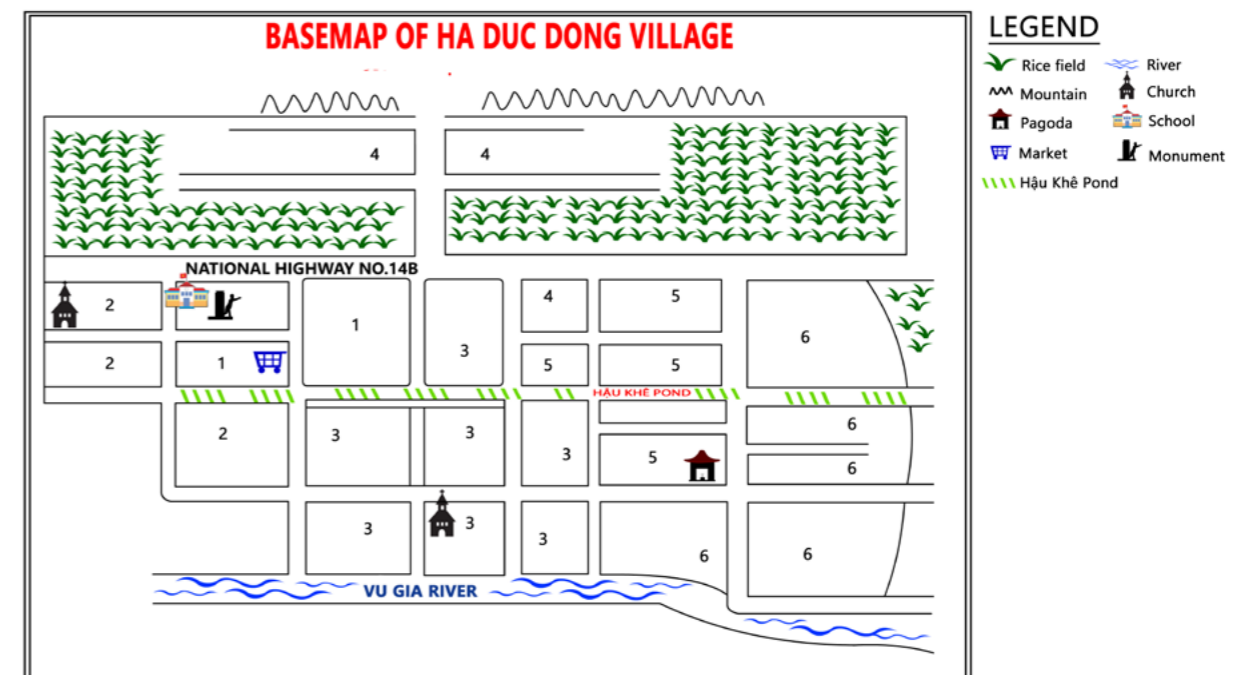 BASEMAP OF HA DUC DONG VILLAGE
4 4
NATIONAL HIGHWAY NO.14B
2 1 3 4 5 6
2 1 5 5
HẬU KHÊ POND
2 3 3 3 5 6
6
3 3 3 6 6
VU GIA RIVER
LEGEND
Rice field River
Mountain Church
Pagoda School
Market Monument
Hậu Khê Pond